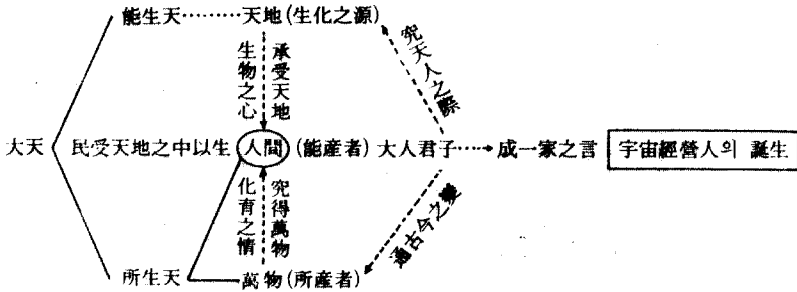 能生天………天地(生化之源)
生物之心
承受天地
究天人之際
大天
民受天地之中以生
人間
(能産者)
大人君子……
成一家之言
宇宙經營人의 誕生
化育之情
究得萬物
通古今之變
所生天
萬物(所産者)